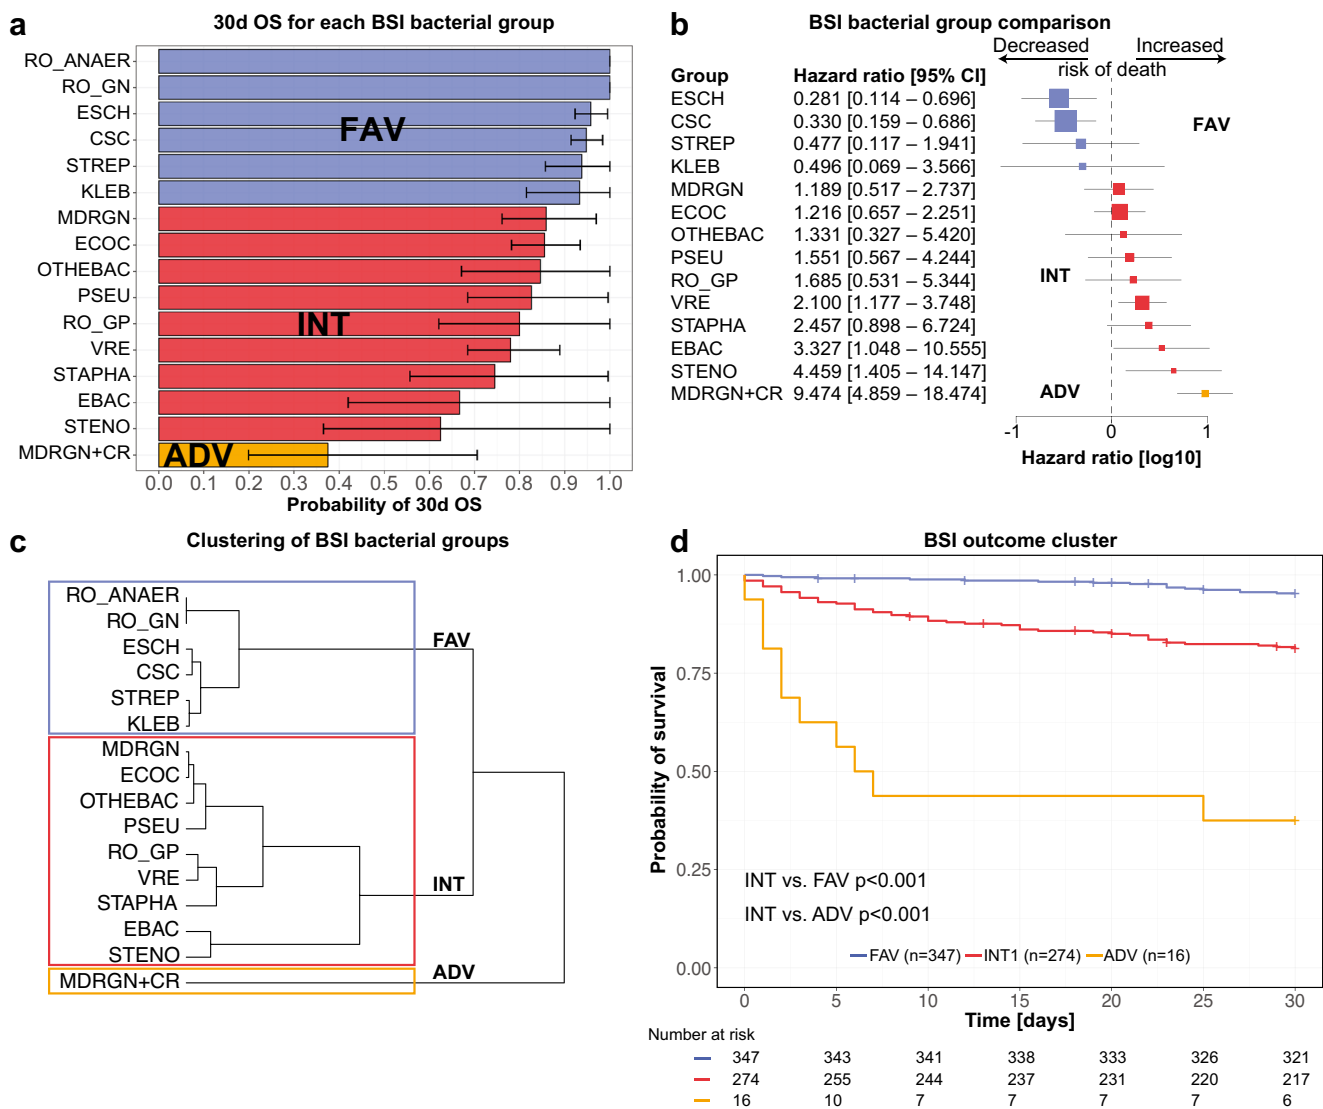 a
30d OS for each BSI bacterial group
RO_ANAER
RO_GN
ESCH
CSC
STREP
KLEB
MDRGN
ECOC
OTHEBAC
PSEU
RO_GP
VRE
STAPHA
EBAC
STENO
MDRGN+CR
FAV
INT
ADV
0.0 0.1 0.2 0.3 0.4 0.5 0.6 0.7 0.8 0.9 1.0
Probability of 30d OS
b
BSI bacterial group comparison
Decreased Increased
risk of death
Group Hazard ratio [95% CI]
ESCH 0.281 [0.114 – 0.696]
CSC 0.330 [0.159 – 0.686]
STREP 0.477 [0.117 – 1.941]
KLEB 0.496 [0.069 – 3.566]
MDRGN 1.189 [0.517 – 2.737]
ECOC 1.216 [0.657 – 2.251]
OTHEBAC 1.331 [0.327 – 5.420]
PSEU 1.551 [0.567 – 4.244]
RO_GP 1.685 [0.531 – 5.344]
VRE 2.100 [1.177 – 3.748]
STAPHA 2.457 [0.898 – 6.724]
EBAC 3.327 [1.048 – 10.555]
STENO 4.459 [1.405 – 14.147]
MDRGN+CR 9.474 [4.859 – 18.474]
FAV
INT
ADV
-1 0 1
Hazard ratio [log10]
c
Clustering of BSI bacterial groups
RO_ANAER
RO_GN
ESCH
CSC
STREP
KLEB
MDRGN
ECOC
OTHEBAC
PSEU
RO_GP
VRE
STAPHA
EBAC
STENO
MDRGN+CR
FAV
INT
ADV
d
BSI outcome cluster
Probability of survival
1.00
0.75
0.50
0.25
0.00
INT vs. FAV p<0.001
INT vs. ADV p<0.001
FAV (n=347) INT1 (n=274) ADV (n=16)
0 5 10 15 20 25 30
Time [days]
Number at risk
347 343 341 338 333 326 321
274 255 244 237 231 220 217
16 10 7 7 7 7 6